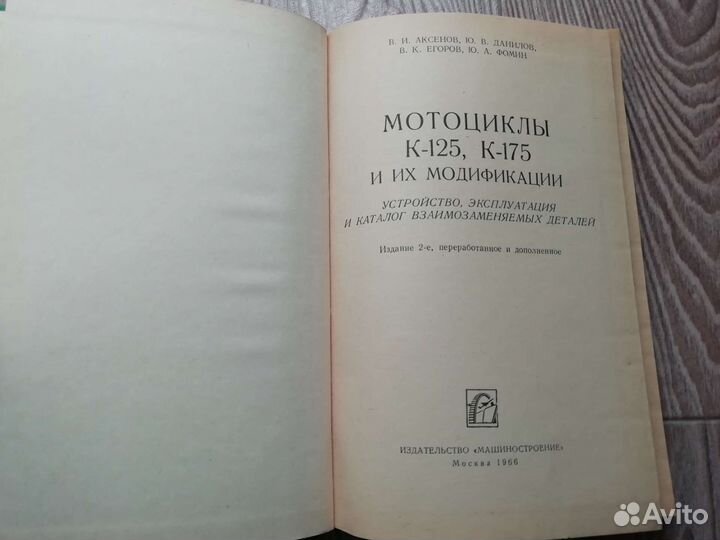 В. И. АКСЕНОВ, Ю. В. ДАНИЛОВ,
В. К. ЕГОРОВ, Ю. А. ФОМИН
МОТОЦИКЛЫ
К-125, К-175
И ИХ МОДИФИКАЦИИ
УСТРОЙСТВО, ЭКСПЛУАТАЦИЯ
И КАТАЛОГ ВЗАИМОЗАМЕНЯЕМЫХ ДЕТАЛЕЙ
Издание 2-е, переработанное и дополненное
ИЗДАТЕЛЬСТВО «МАШИНОСТРОЕНИЕ»
Москва 1966
Avito